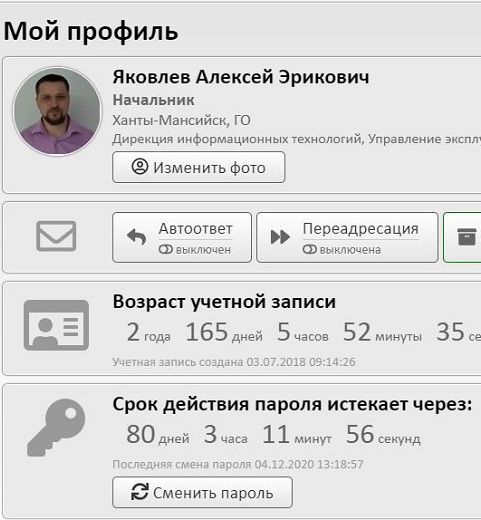 Мой профиль
Яковлев Алексей Эрикович
Начальник
Ханты-Мансийск, ГО
Дирекция информационных технологий, Управление
Изменить фото
Автоответ Переадресация
выключен выключена
Возраст учетной записи
2 года 165 дней 5 часов 52 минуты 35
Учетная запись создана 03.07.2018 09:14:26
Срок действия пароля истекает через:
80 дней 3 часа 11 минут 56 секунд
Последняя смена пароля 04.12.2020 13:18:57
Сменить пароль